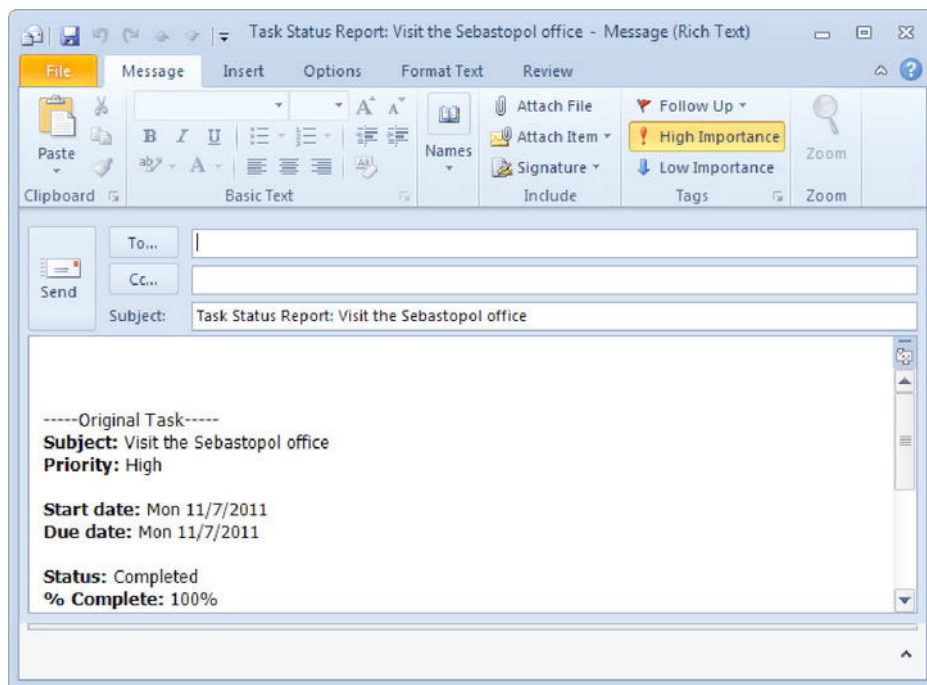 Task Status Report: Visit the Sebastopol office - Message (Rich Text)
File Message Insert Options Format Text Review
Paste
Clipboard
B I U
A A
ab A
Aa
Basic Text
Names
Attach File
Attach Item
Signature
Include
Follow Up
High Importance
Low Importance
Tags
Zoom
Zoom
Send
To...
Cc...
Subject: Task Status Report: Visit the Sebastopol office
-----Original Task-----
Subject: Visit the Sebastopol office
Priority: High
Start date: Mon 11/7/2011
Due date: Mon 11/7/2011
Status: Completed
% Complete: 100%